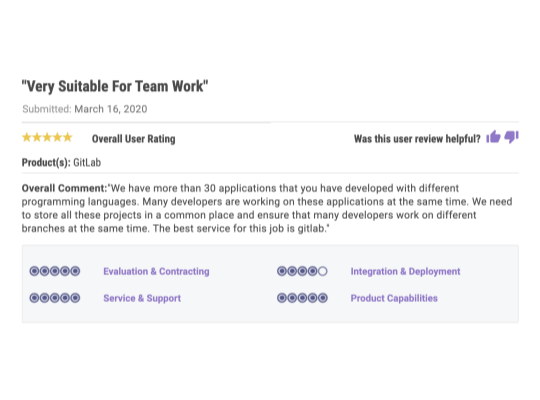 "Very Suitable For Team Work"
Submitted: March 16, 2020
Overall User Rating
Was this user review helpful?
Product(s): GitLab
Overall Comment:"We have more than 30 applications that you have developed with different
programming languages. Many developers are working on these applications at the same time. We need
to store all these projects in a common place and ensure that many developers work on different
branches at the same time. The best service for this job is gitlab."
Evaluation & Contracting
Integration & Deployment
Service & Support
Product Capabilities